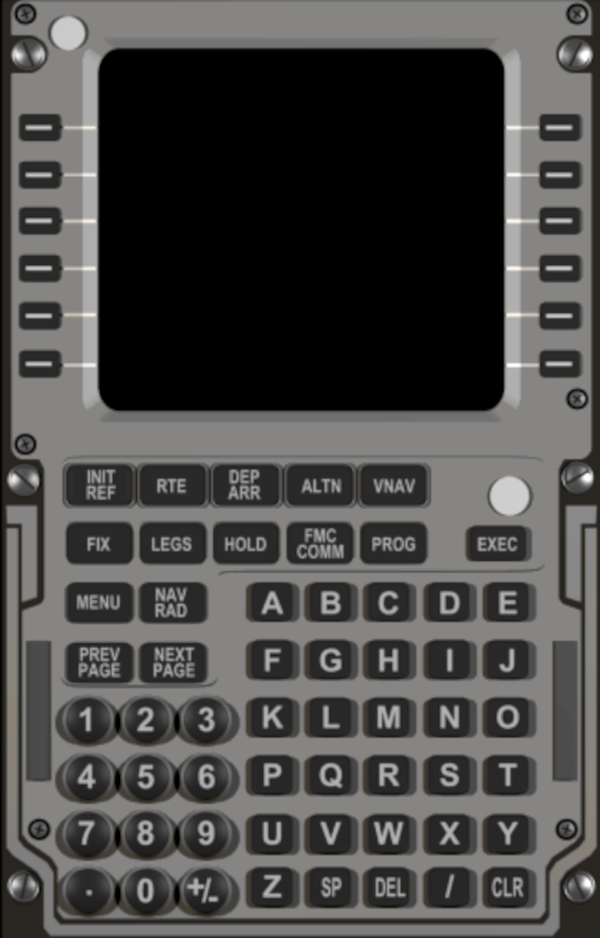 INIT REF RTE DEP ARR ALTN VNAV
FIX LEGS HOLD FMC COMM PROG EXEC
MENU NAV RAD A B C D E
PREV PAGE NEXT PAGE F G H I J
1 2 3 K L M N O
4 5 6 P Q R S T
7 8 9 U V W X Y
. 0 +/- Z SP DEL / CLR